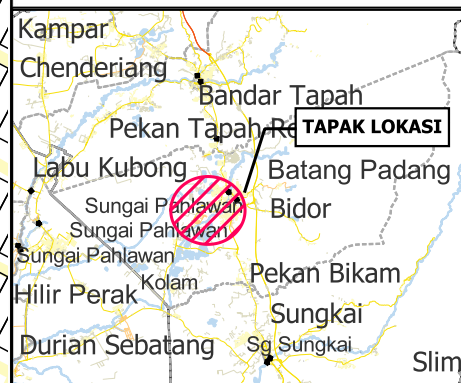 Kampar
Chenderiang
Bandar Tapah
Pekan Tapah
TAPAK LOKASI
Labu Kubong
Batang Padang
Sungai Pahlawan
Bidor
Sungai Pahlawan
Sungai Pahlawan
Pekan Bikam
Hilir Perak
Kolam
Sungkai
Durian Sebatang
Sg Sungkai
Slim